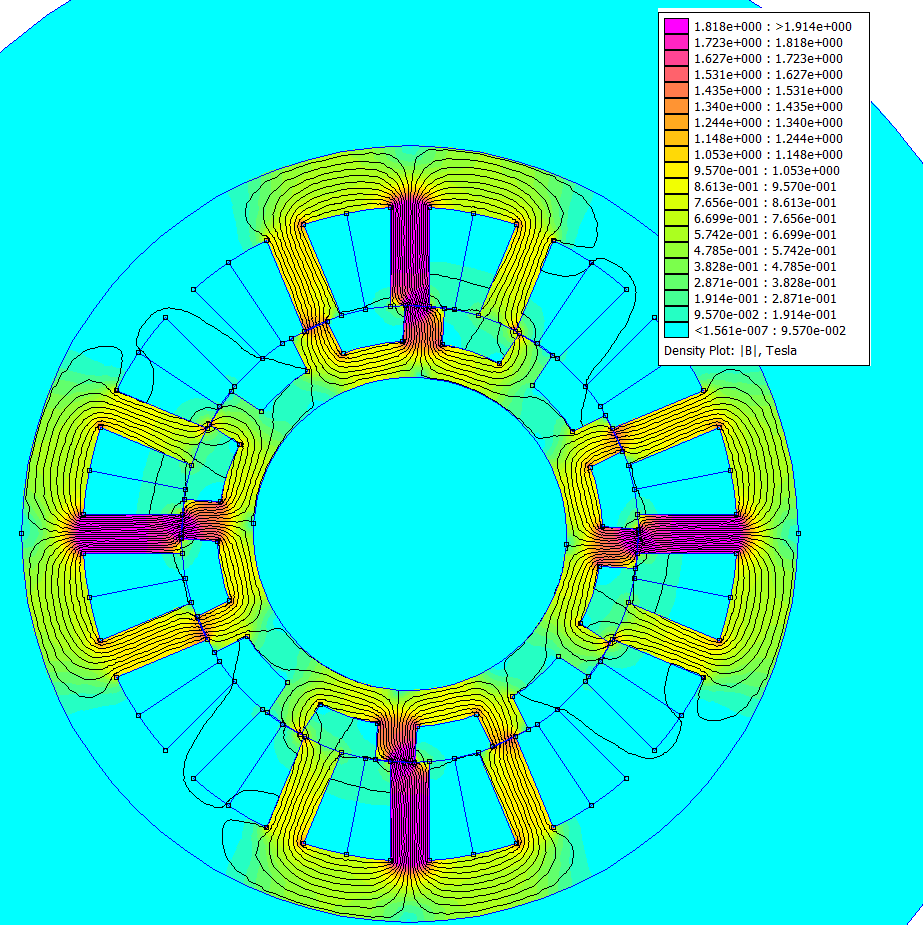 1.818e+000 : >1.914e+000
1.723e+000 : 1.818e+000
1.627e+000 : 1.723e+000
1.531e+000 : 1.627e+000
1.435e+000 : 1.531e+000
1.340e+000 : 1.435e+000
1.244e+000 : 1.340e+000
1.148e+000 : 1.244e+000
1.053e+000 : 1.148e+000
9.570e-001 : 1.053e+000
8.613e-001 : 9.570e-001
7.656e-001 : 8.613e-001
6.699e-001 : 7.656e-001
5.742e-001 : 6.699e-001
4.785e-001 : 5.742e-001
3.828e-001 : 4.785e-001
2.871e-001 : 3.828e-001
1.914e-001 : 2.871e-001
9.570e-002 : 1.914e-001
<1.561e-007 : 9.570e-002
Density Plot: |B|, Tesla